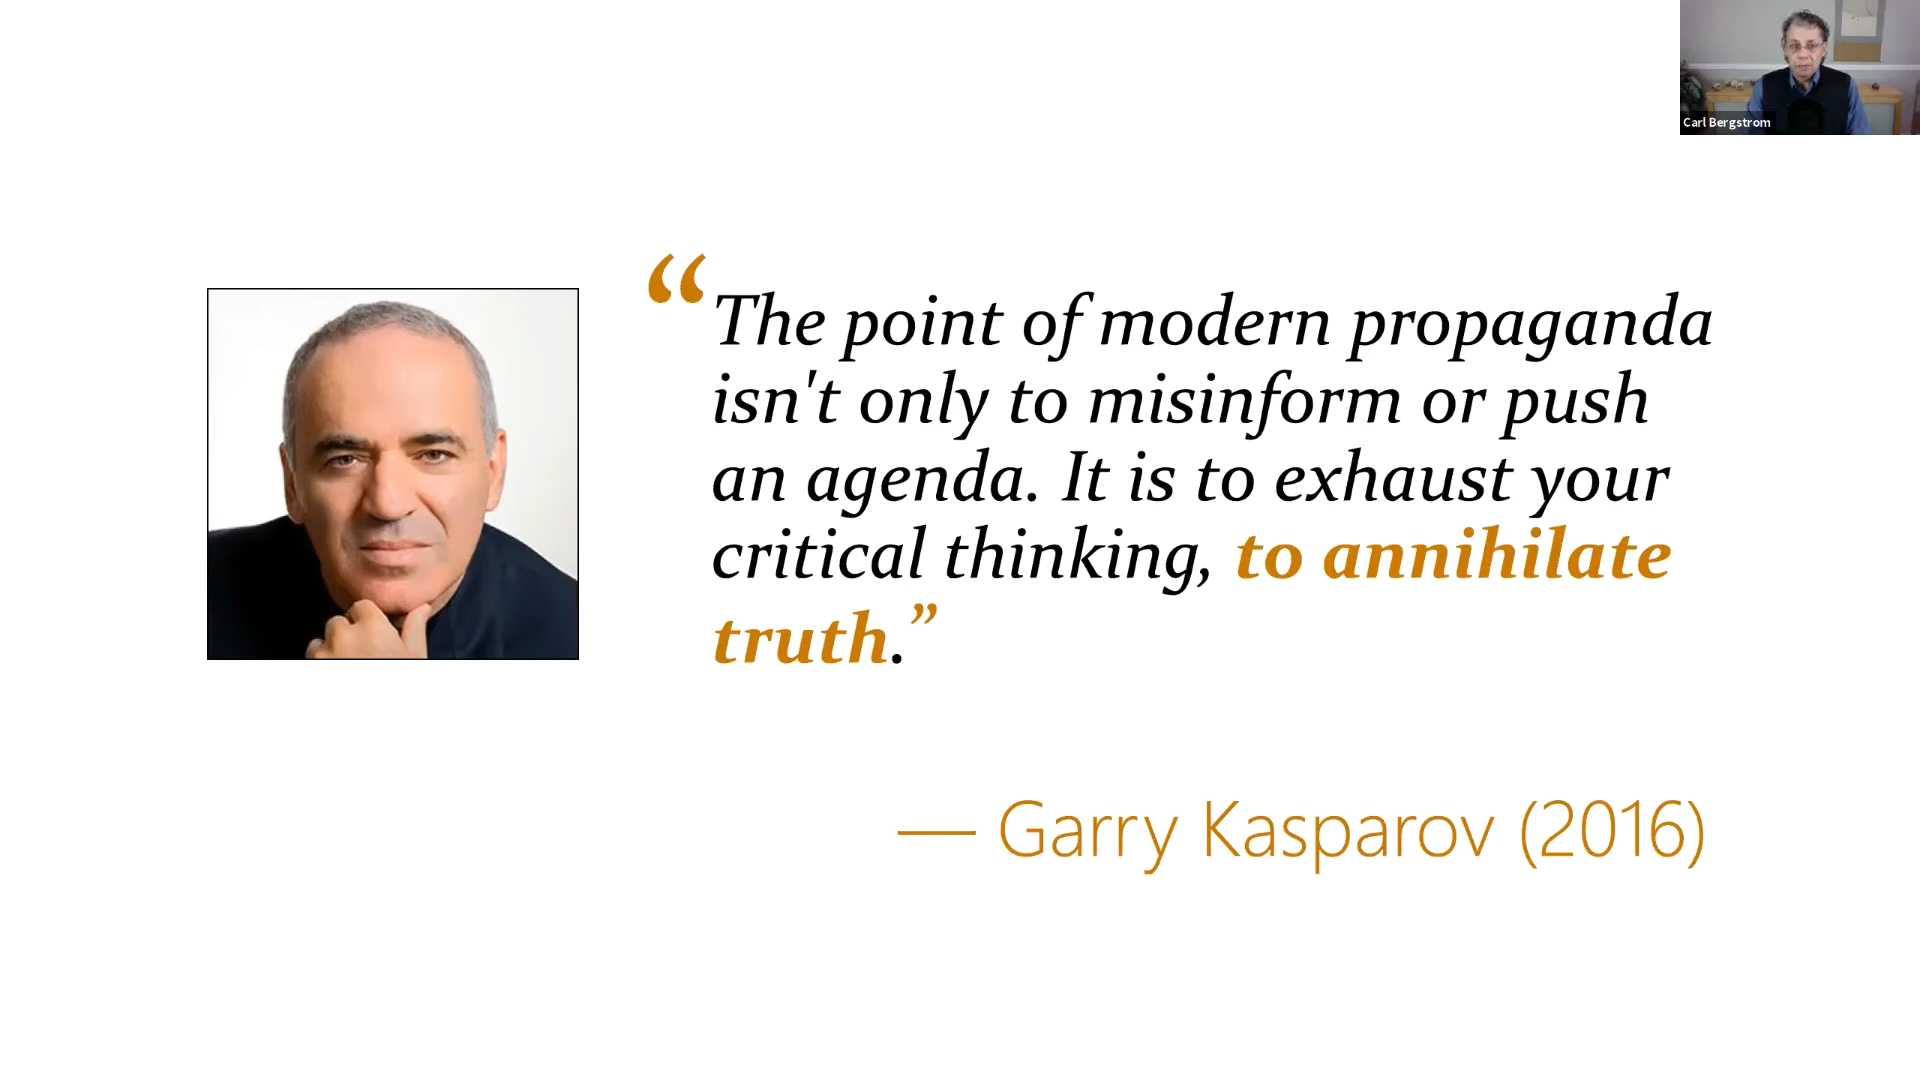 Carl Bergstrom
“The point of modern propaganda
isn't only to misinform or push
an agenda. It is to exhaust your
critical thinking, to annihilate
truth.”
— Garry Kasparov (2016)